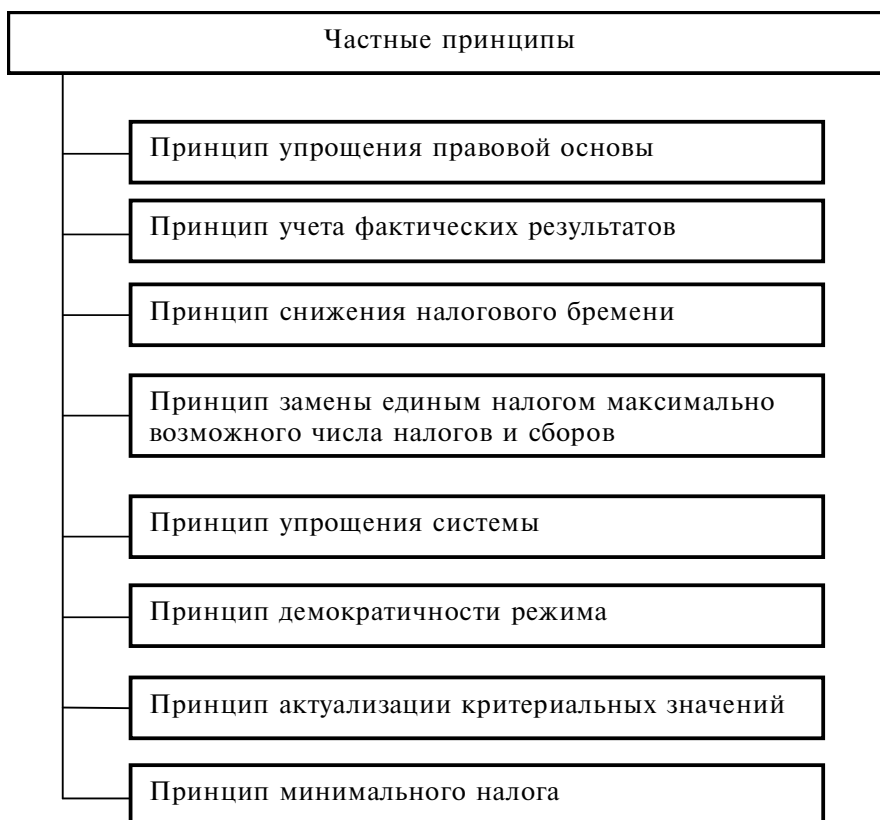 Частные принципы
Принцип упрощения правовой основы
Принцип учета фактических результатов
Принцип снижения налогового бремени
Принцип замены единым налогом максимально
возможного числа налогов и сборов
Принцип упрощения системы
Принцип демократичности режима
Принцип актуализации критериальных значений
Принцип минимального налога